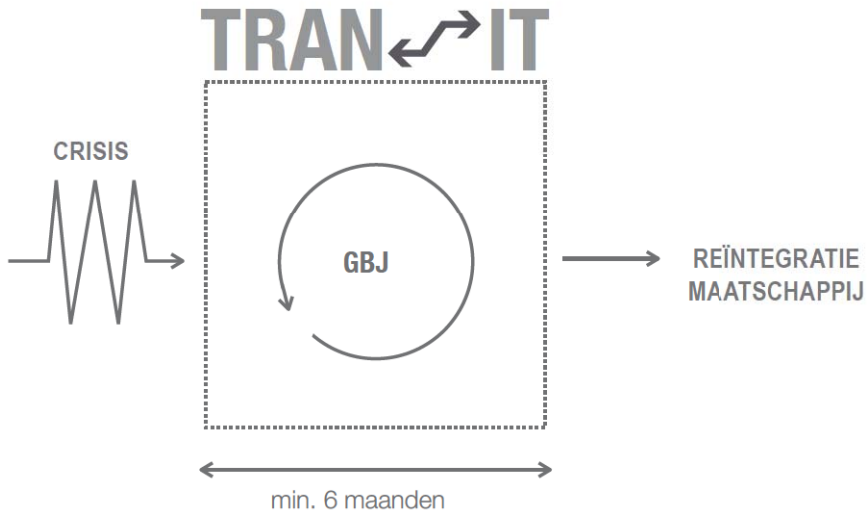 TRAN IT
CRISIS
GBJ
REÏNTEGRATIE
MAATSCHAPPIJ
min. 6 maanden